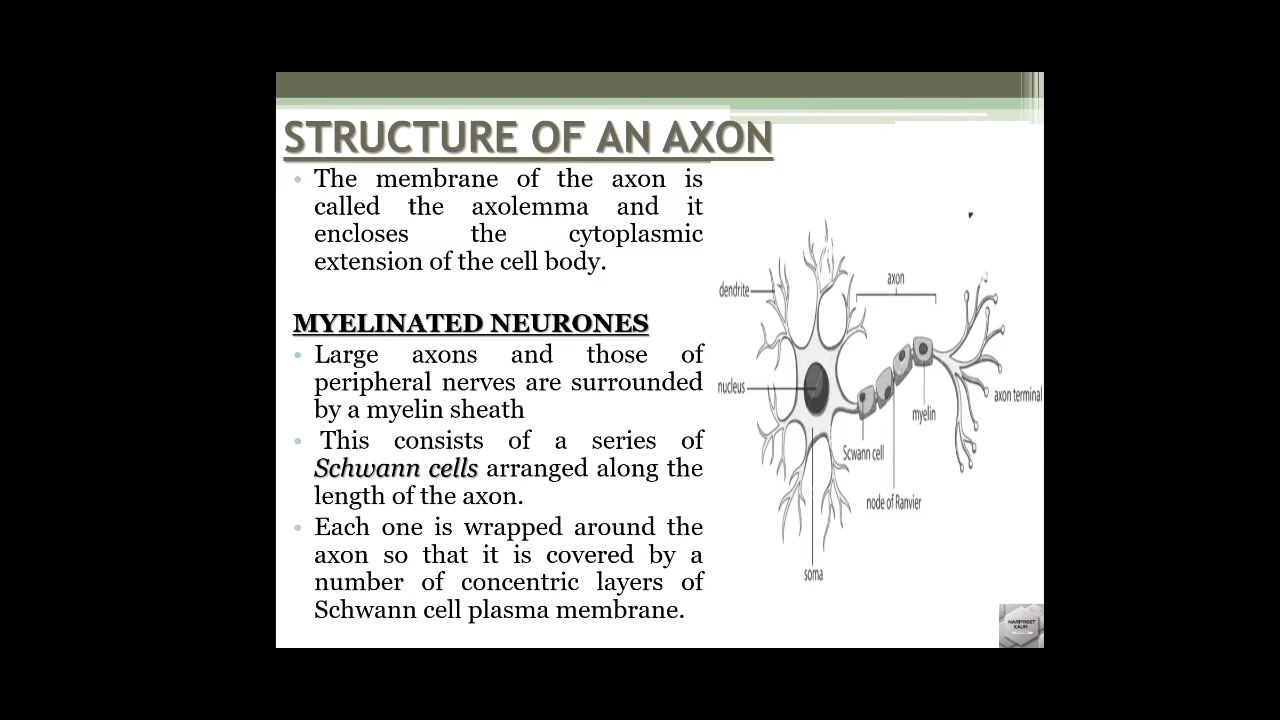 STRUCTURE OF AN AXON
• The membrane of the axon is
called the axolemma and it
encloses the cytoplasmic
extension of the cell body.
MYELINATED NEURONES
• Large axons and those of
peripheral nerves are surrounded
by a myelin sheath
• This consists of a series of
Schwann cells arranged along the
length of the axon.
• Each one is wrapped around the
axon so that it is covered by a
number of concentric layers of
Schwann cell plasma membrane.
dendrite
axon
nucleus
axon terminal
myelin
Scwann cell
node of Ranvier
soma
HARPREET
KAUR